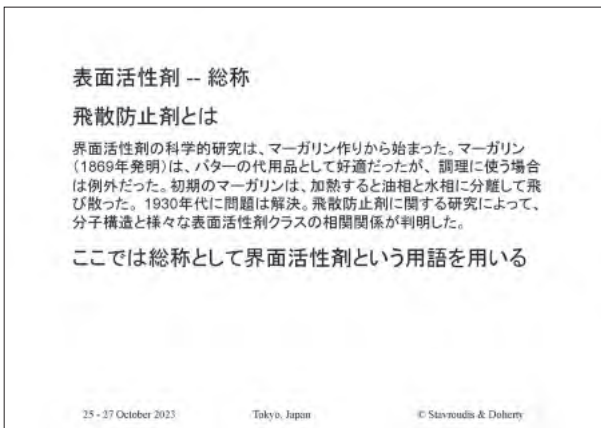 表面活性剤 -- 総称
飛散防止剤とは
界面活性剤の科学的研究は、マーガリン作りから始まった。マーガリン
（1869年発明）は、バターの代用品として好適だったが、調理に使う場合
は例外だった。初期のマーガリンは、加熱すると油相と水相に分離して飛
び散った。1930年代に問題は解決。飛散防止剤に関する研究によって、
分子構造と様々な表面活性剤クラスの相関関係が判明した。
ここでは総称として界面活性剤という用語を用いる
25 - 27 October 2023 Tokyo, Japan © Stavroudis & Doherty